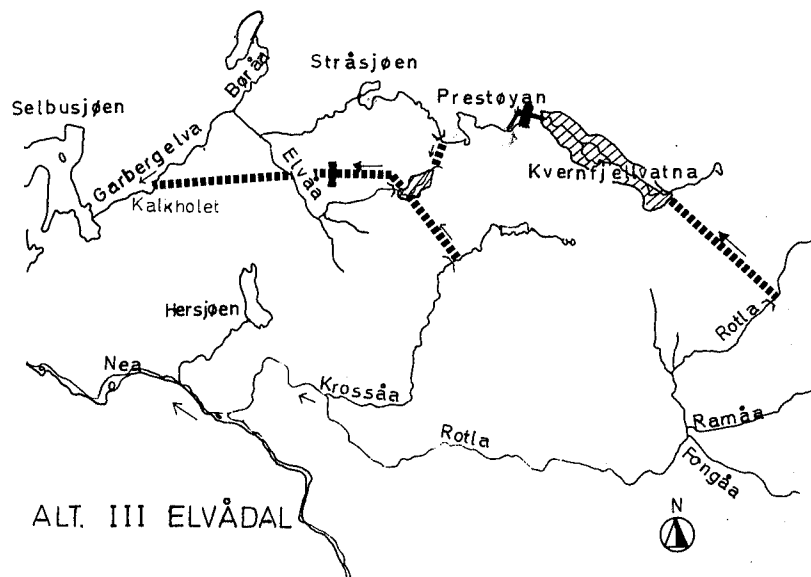 Stråsjøen
Børåa
Prestøyan
Selbusjøen
Garbergelva
Elvåa
Kvernfjellvatna
Kalkholet
Hersjøen
Rotla
Nea
Krossåa
Ramåa
Rotla
Fongåa
N
ALT. III ELVÅDAL